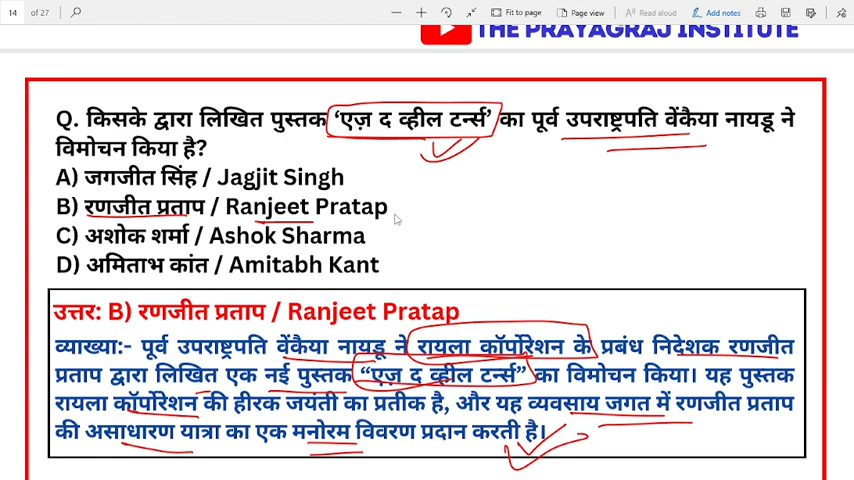 14 of 27 Fit to page Page view Read aloud Add notes
THE PRAYAGRAJ INSTITUTE
Q. किसके द्वारा लिखित पुस्तक ‘एज़ द व्हील टर्न्स’ का पूर्व उपराष्ट्रपति वेंकैया नायडू ने
विमोचन किया है?
A) जगजीत सिंह / Jagjit Singh
B) रणजीत प्रताप / Ranjeet Pratap
C) अशोक शर्मा / Ashok Sharma
D) अमिताभ कांत / Amitabh Kant
उत्तर: B) रणजीत प्रताप / Ranjeet Pratap
व्याख्या:- पूर्व उपराष्ट्रपति वेंकैया नायडू ने रायला कॉर्पोरेशन के प्रबंध निदेशक रणजीत
प्रताप द्वारा लिखित एक नई पुस्तक “एज़ द व्हील टर्न्स” का विमोचन किया। यह पुस्तक
रायला कॉर्पोरेशन की हीरक जयंती का प्रतीक है, और यह व्यवसाय जगत में रणजीत प्रताप
की असाधारण यात्रा का एक मनोरम विवरण प्रदान करती है।